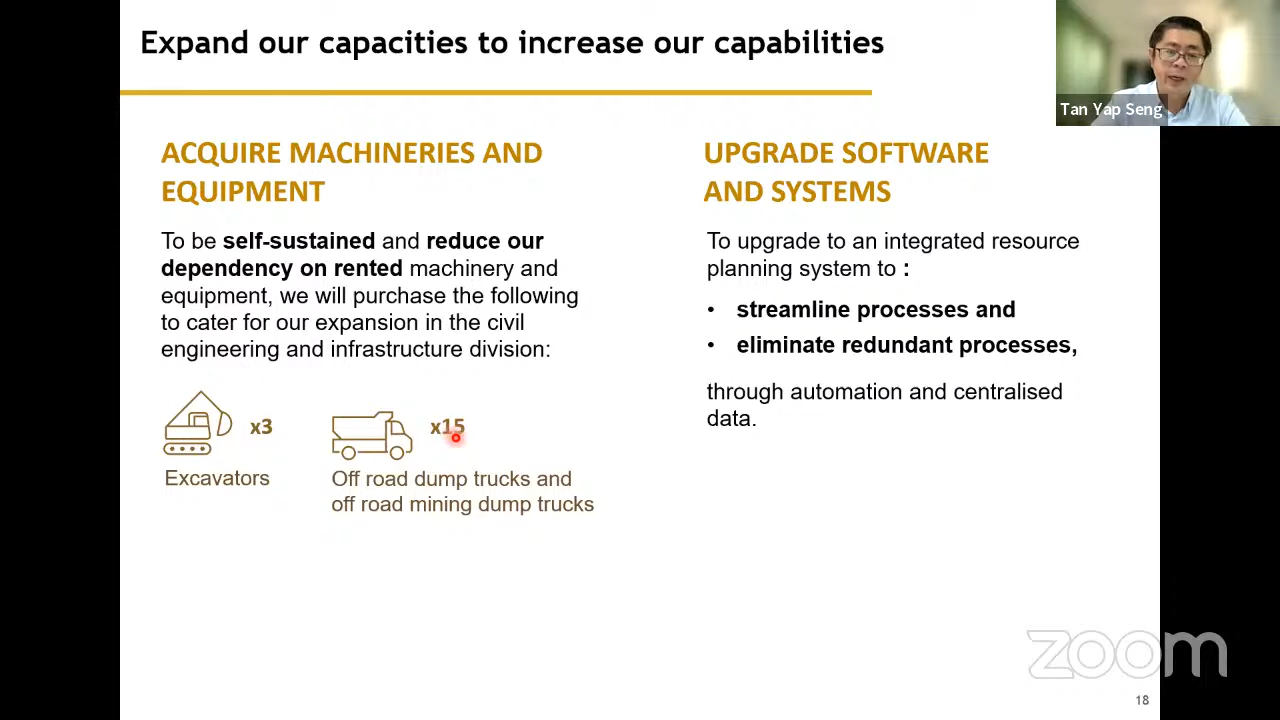 Expand our capacities to increase our capabilities
Tan Yap Seng
ACQUIRE MACHINERIES AND
EQUIPMENT
To be self-sustained and reduce our
dependency on rented machinery and
equipment, we will purchase the following
to cater for our expansion in the civil
engineering and infrastructure division:
x3
x15
Excavators
Off road dump trucks and
off road mining dump trucks
UPGRADE SOFTWARE
AND SYSTEMS
To upgrade to an integrated resource
planning system to :
• streamline processes and
• eliminate redundant processes,
through automation and centralised
data.
zoom
18